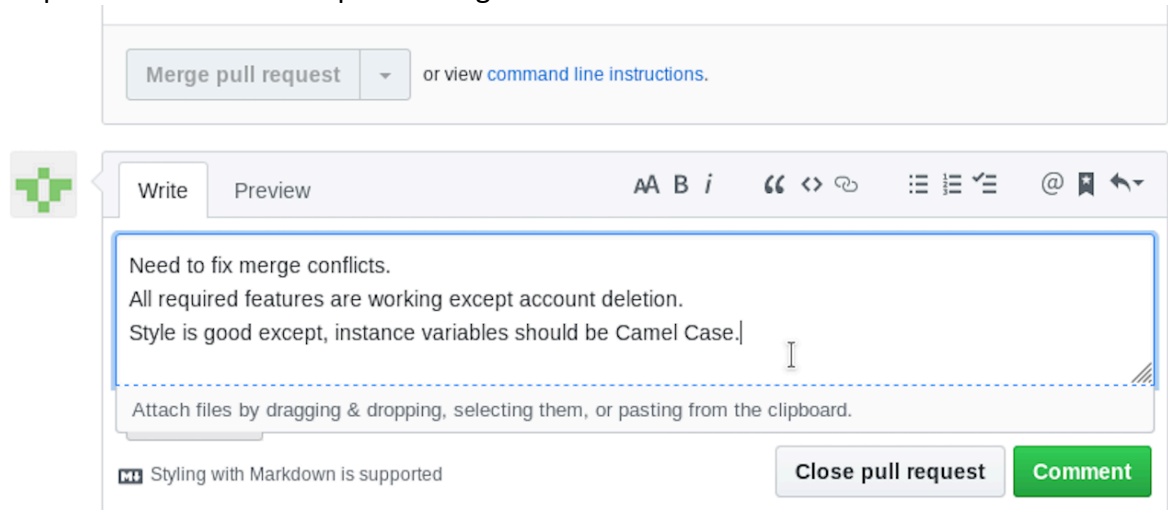 Merge pull request
or view command line instructions.
Write
Preview
AA B i
@
Need to fix merge conflicts.
All required features are working except account deletion.
Style is good except, instance variables should be Camel Case.
Attach files by dragging & dropping, selecting them, or pasting from the clipboard.
Styling with Markdown is supported
Close pull request
Comment